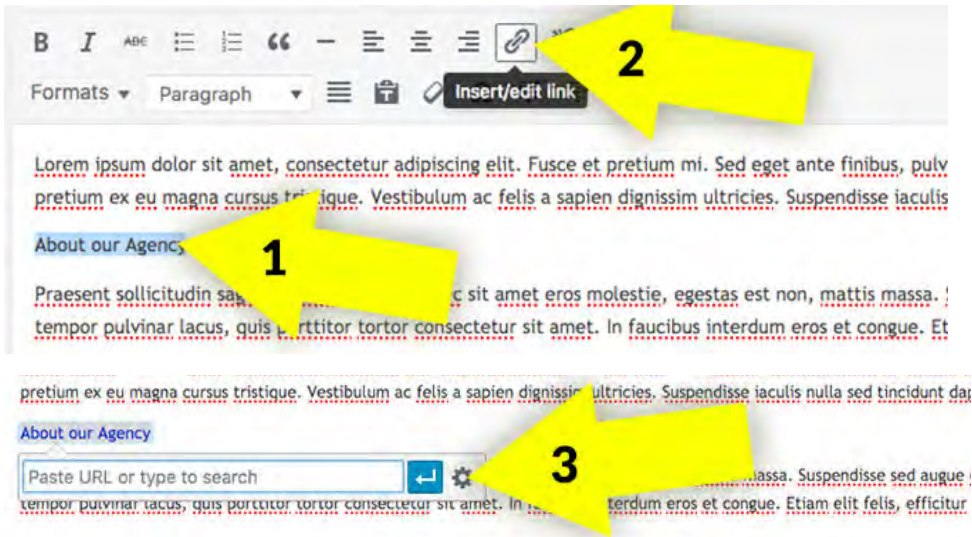 B I ABC “ — 2
Formats Paragraph Insert/edit link
Lorem ipsum dolor sit amet, consectetur adipiscing elit. Fusce et pretium mi. Sed eget ante finibus, pulv
pretium ex eu magna cursus tristique. Vestibulum ac felis a sapien dignissim ultricies. Suspendisse iaculis
About our Agency 1
Praesent sollicitudin c sit amet eros molestie, egestas est non, mattis massa.
tempor pulvinar lacus, quis porttitor tortor consectetur sit amet. In faucibus interdum eros et congue. Et
pretium ex eu magna cursus tristique. Vestibulum ac felis a sapien dignissim ultricies. Suspendisse iaculis nulla sed tincidunt dap
About our Agency
Paste URL or type to search 3 massa. Suspendisse sed augue
tempor pulvinar lacus, quis porttitor tortor consectetur sit amet. In interdum eros et congue. Etiam elit felis, efficitur